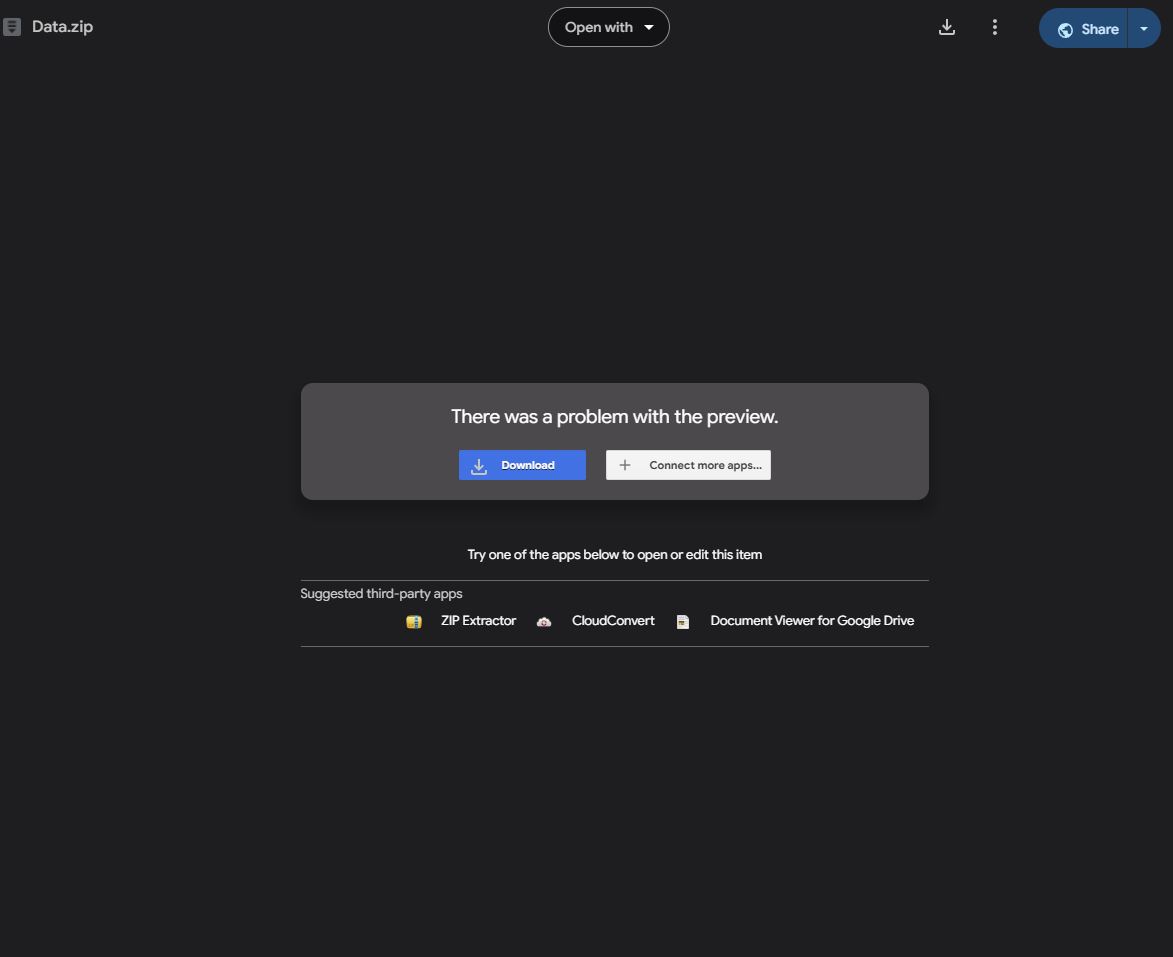 Data.zip
Open with
Share
There was a problem with the preview.
Download
Connect more apps...
Try one of the apps below to open or edit this item
Suggested third-party apps
ZIP Extractor
CloudConvert
Document Viewer for Google Drive